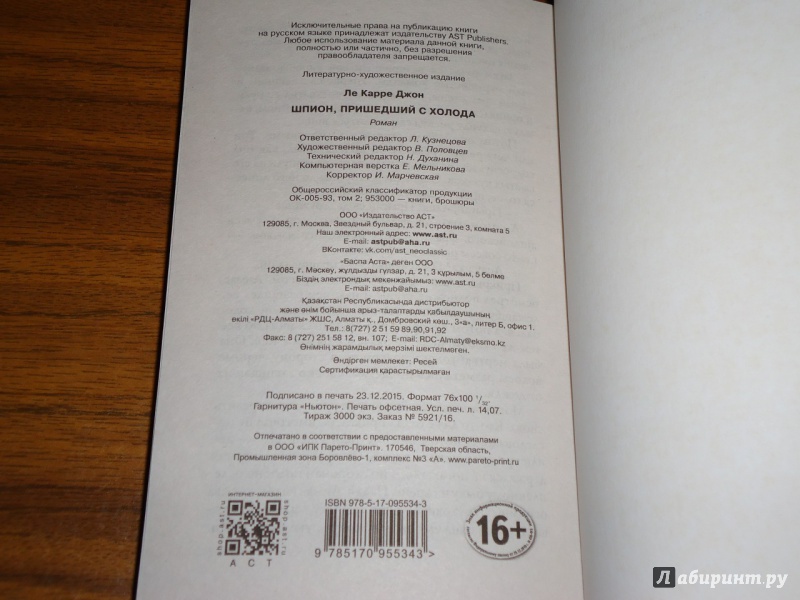 Исключительные права на публикацию книги
на русском языке принадлежат издательству AST Publishers.
Любое использование материала данной книги,
полностью или частично, без разрешения
правообладателя запрещается.
Литературно-художественное издание
Ле Карре Джон
ШПИОН, ПРИШЕДШИЙ С ХОЛОДА
Роман
Ответственный редактор Л. Кузнецова
Художественный редактор В. Половцев
Технический редактор Н. Духанина
Компьютерная верстка Е. Мельникова
Корректор И. Марчевская
Общероссийский классификатор продукции
ОК-005-93, том 2; 953000 — книги, брошюры
ООО «Издательство АСТ»
129085, г. Москва, Звездный бульвар, д. 21, строение 3, комната 5
Наш электронный адрес: www.ast.ru
E-mail: astpub@aha.ru
ВКонтакте: vk.com/ast_neoclassic
«Баспа Аста» деген ООО
129085, г. Мәскеу, жұлдызды гүлзар, д. 21, 3 құрылым, 5 бөлме
Біздің электрондық мекенжайымыз: www.ast.ru
E-mail: astpub@aha.ru
Қазақстан Республикасында дистрибьютор
және өнім бойынша арыз-талаптарды қабылдаушының
өкілі «РДЦ-Алматы» ЖШС, Алматы қ., Домбровский көш., 3«а», литер Б, офис 1.
Тел.: 8(727) 2 51 59 89,90,91,92
Факс: 8 (727) 251 58 12, вн. 107; E-mail: RDC-Almaty@eksmo.kz
Өнімнің жарамдылық мерзімі шектелмеген.
Өндірген мемлекет: Ресей
Сертификация қарастырылмаған
Подписано в печать 23.12.2015. Формат 76x100 1/32.
Гарнитура «Ньютон». Печать офсетная. Усл. печ. л. 14,07.
Тираж 3000 экз. Заказ № 5921/16.
Отпечатано в соответствии с предоставленными материалами
в ООО «ИПК Парето-Принт». 170546, Тверская область,
Промышленная зона Боровлёво-1, комплекс №3 «А». www.pareto-print.ru
ИНТЕРНЕТ-МАГАЗИН
shop.ast.ru
shop.ast.ru
АСТ
ISBN 978-5-17-095534-3
9 785170 955343 >
16+
Знак информационной продукции
Лабиринт.ру